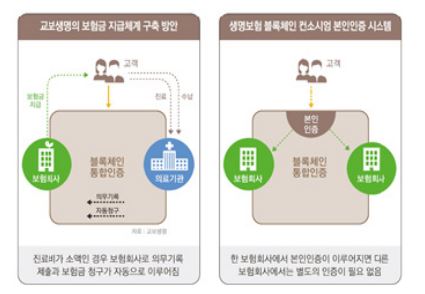 교보생명의 보험금 지급체계 구축 방안
고객
보험금
지급
진료
수납
보험회사
블록체인
통합인증
의료기관
의무기록
자동청구
자료 : 교보생명
진료비가 소액인 경우 보험회사로 의무기록
제출과 보험금 청구가 자동으로 이루어짐
생명보험 블록체인 컨소시엄 본인인증 시스템
고객
본인
인증
보험회사
블록체인
통합인증
보험회사
한 보험회사에서 본인인증이 이루어지면 다른
보험회사에서는 별도의 인증이 필요 없음